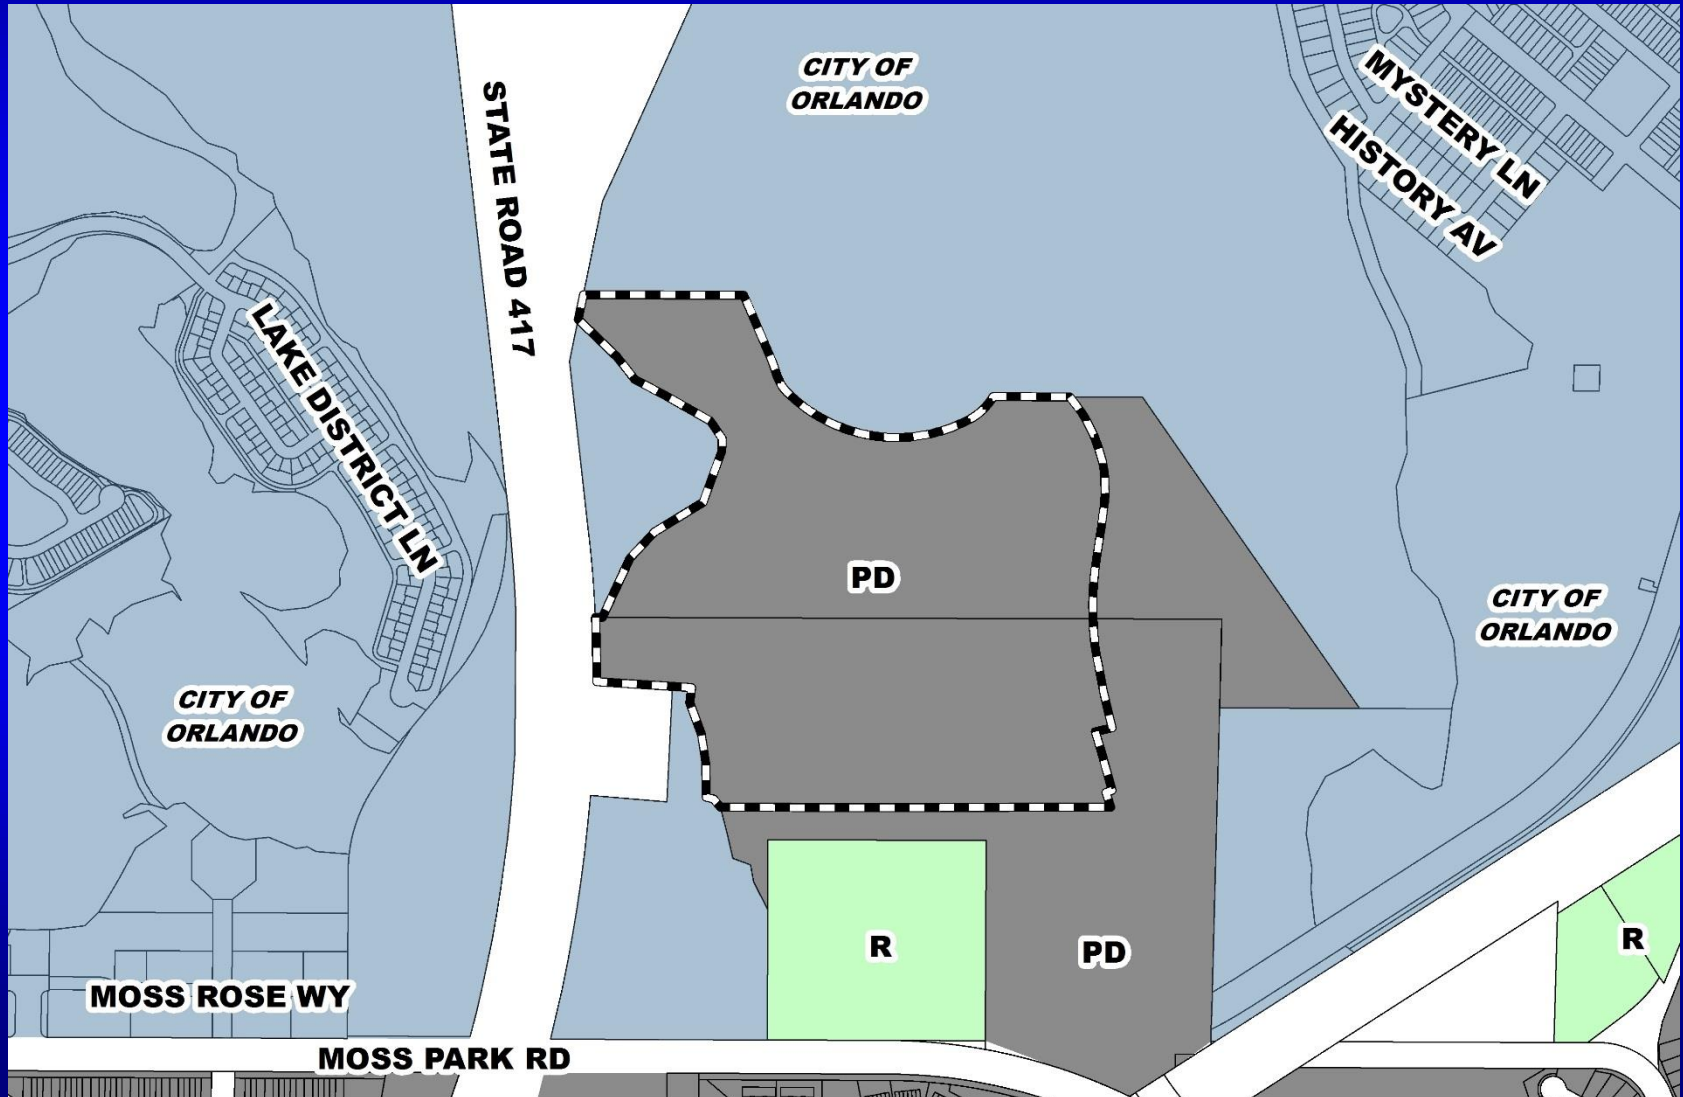 CITY OF
ORLANDO
MYSTERY LN
HISTORY AV
STATE ROAD 417
LAKE DISTRICT LN
PD
CITY OF
ORLANDO
CITY OF
ORLANDO
R
PD
R
MOSS ROSE WY
MOSS PARK RD